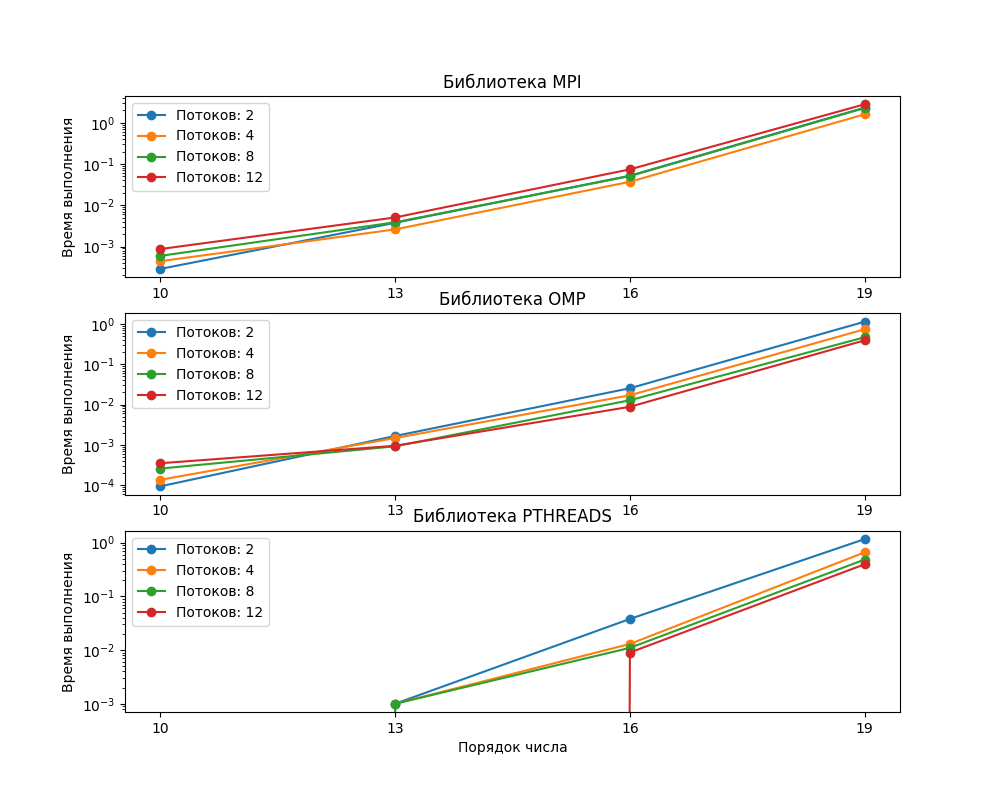 Библиотека MPI
Время выполнения
10⁰
10⁻¹
10⁻²
10⁻³
Потоков: 2
Потоков: 4
Потоков: 8
Потоков: 12
10 13 16 19
Библиотека OMP
Время выполнения
10⁰
10⁻¹
10⁻²
10⁻³
10⁻⁴
Потоков: 2
Потоков: 4
Потоков: 8
Потоков: 12
10 13 16 19
Библиотека PTHREADS
Время выполнения
10⁰
10⁻¹
10⁻²
10⁻³
Потоков: 2
Потоков: 4
Потоков: 8
Потоков: 12
10 13 16 19
Порядок числа